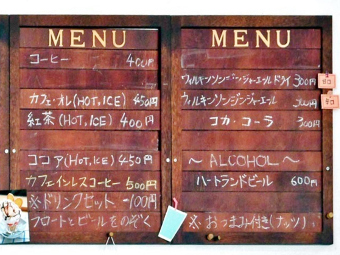 MENU
コーヒー 400円
カフェ・オレ(HOT,ICE) 450円
紅茶(HOT,ICE) 400円
ココア(HOT,ICE) 450円
カフェインレスコーヒー 500円
※ドリンクセット -100円
フロートとビールをのぞく
MENU
ウィルキンソンジンジャーエールドライ 300円
ウィルキンソンジンジャーエール 300円
コカ・コーラ 300
～ALCOHOL～
ハートランドビール 600円
※おつまみ付き(ナッツ)